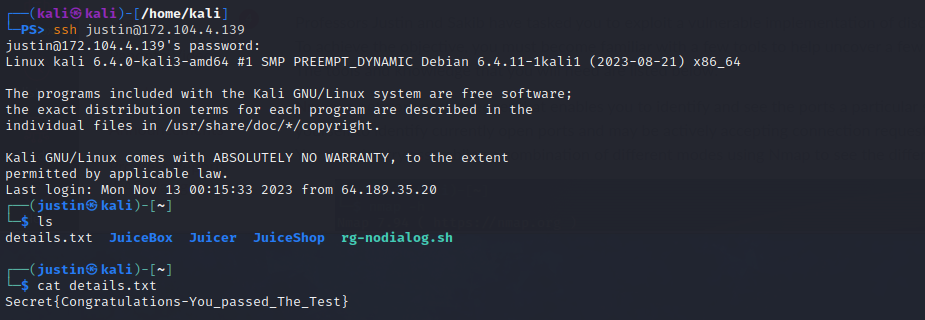 ┌──(kali㉿kali)-[/home/kali]
└─PS> ssh justin@172.104.4.139
justin@172.104.4.139's password:
Linux kali 6.4.0-kali3-amd64 #1 SMP PREEMPT_DYNAMIC Debian 6.4.11-1kali1 (2023-08-21) x86_64
The programs included with the Kali GNU/Linux system are free software;
the exact distribution terms for each program are described in the
individual files in /usr/share/doc/*/copyright.
Kali GNU/Linux comes with ABSOLUTELY NO WARRANTY, to the extent
permitted by applicable law.
Last login: Mon Nov 13 00:15:33 2023 from 64.189.35.20
┌──(justin㉿kali)-[~]
└─$ ls
details.txt  JuiceBox  Juicer  JuiceShop  rg-nodialog.sh
┌──(justin㉿kali)-[~]
└─$ cat details.txt
Secret{Congratulations-You_passed_The_Test}